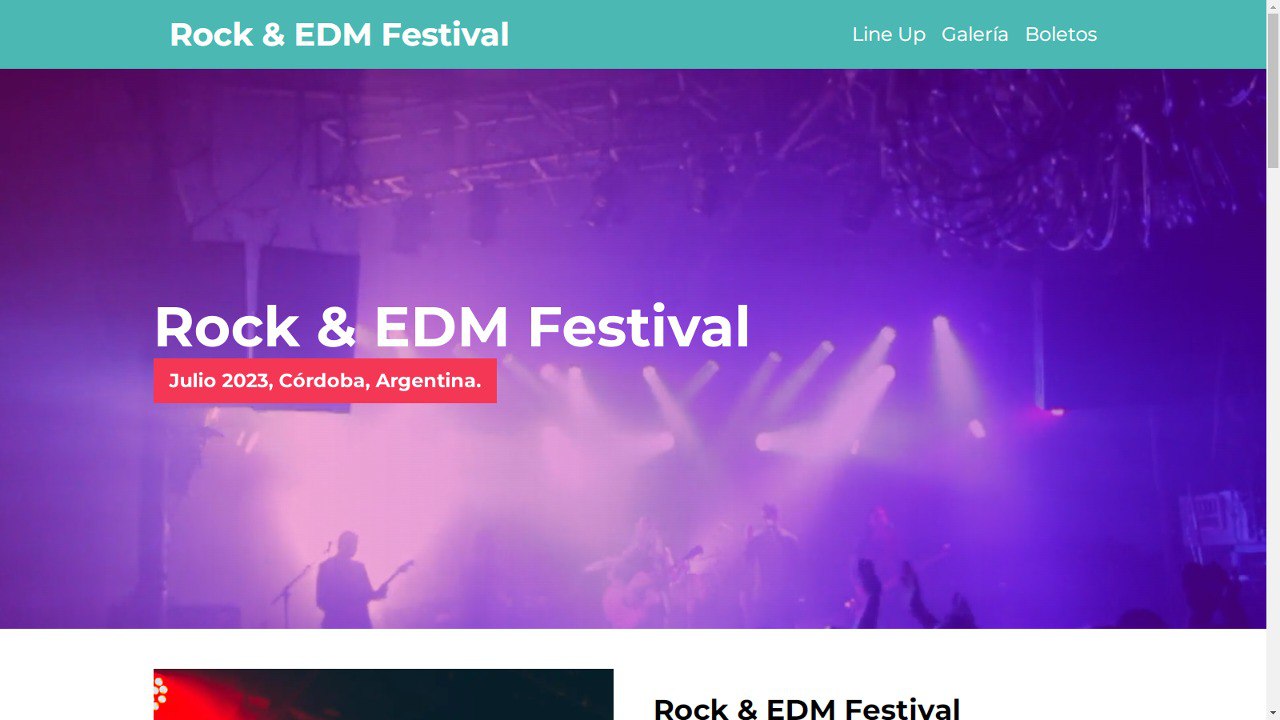 Rock & EDM Festival
Line Up Galería Boletos
Rock & EDM Festival
Julio 2023, Córdoba, Argentina.
Rock & EDM Festival